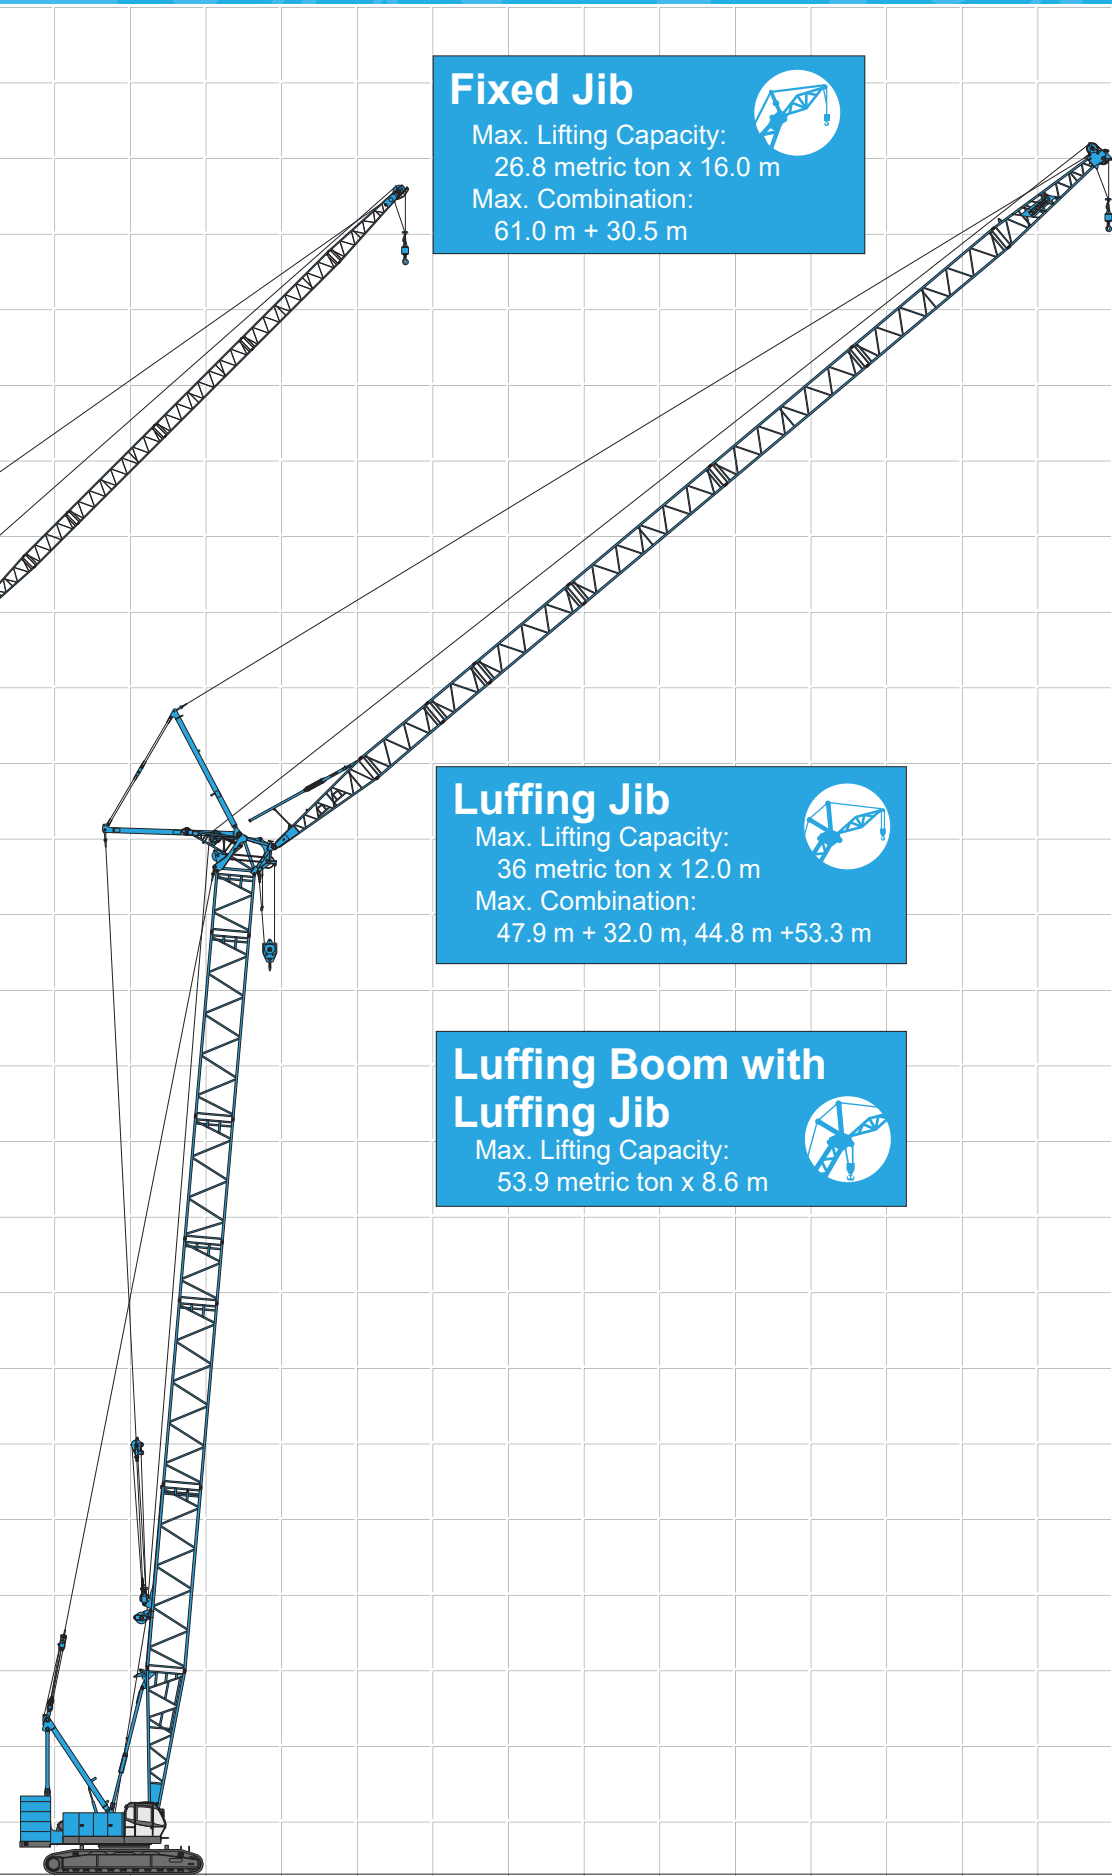 Fixed Jib
Max. Lifting Capacity:
26.8 metric ton x 16.0 m
Max. Combination:
61.0 m + 30.5 m
Luffing Jib
Max. Lifting Capacity:
36 metric ton x 12.0 m
Max. Combination:
47.9 m + 32.0 m, 44.8 m +53.3 m
Luffing Boom with
Luffing Jib
Max. Lifting Capacity:
53.9 metric ton x 8.6 m